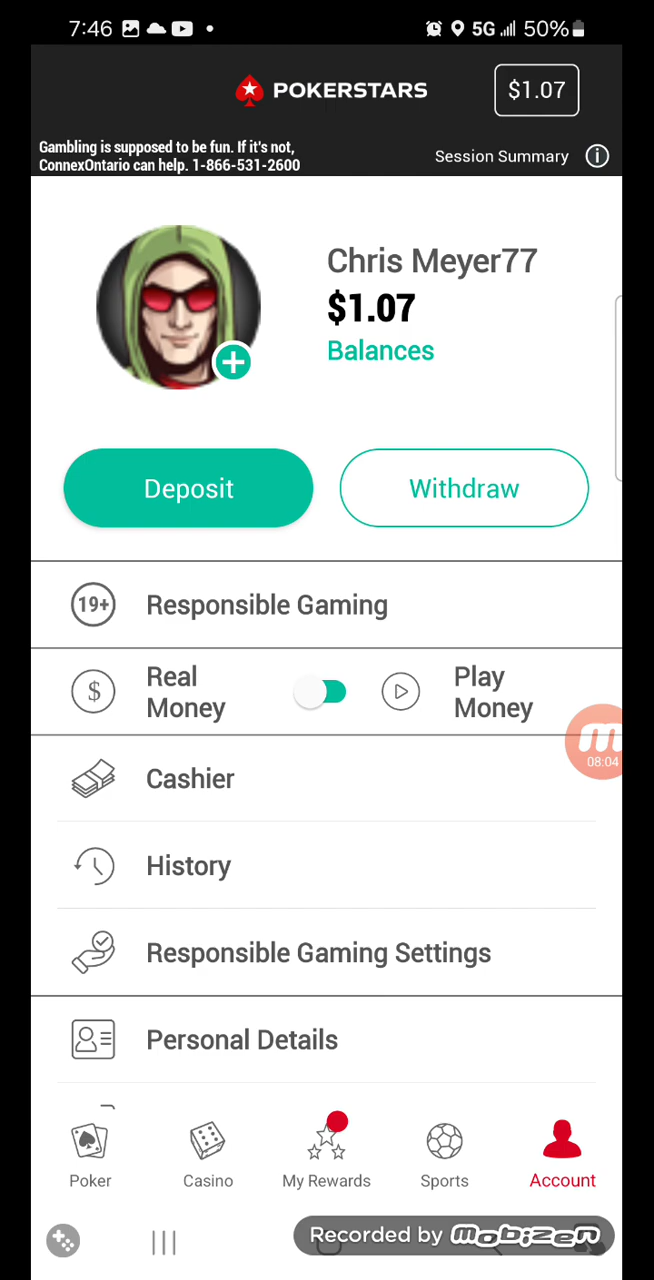 7:46
5G 50%
POKERSTARS
$1.07
Gambling is supposed to be fun. If it's not,
ConnexOntario can help. 1-866-531-2600
Session Summary
Chris Meyer77
$1.07
Balances
Deposit
Withdraw
19+
Responsible Gaming
$
Real
Money
Play
Money
m
08:04
Cashier
History
Responsible Gaming Settings
Personal Details
Poker
Casino
My Rewards
Sports
Account
Recorded by mobizen